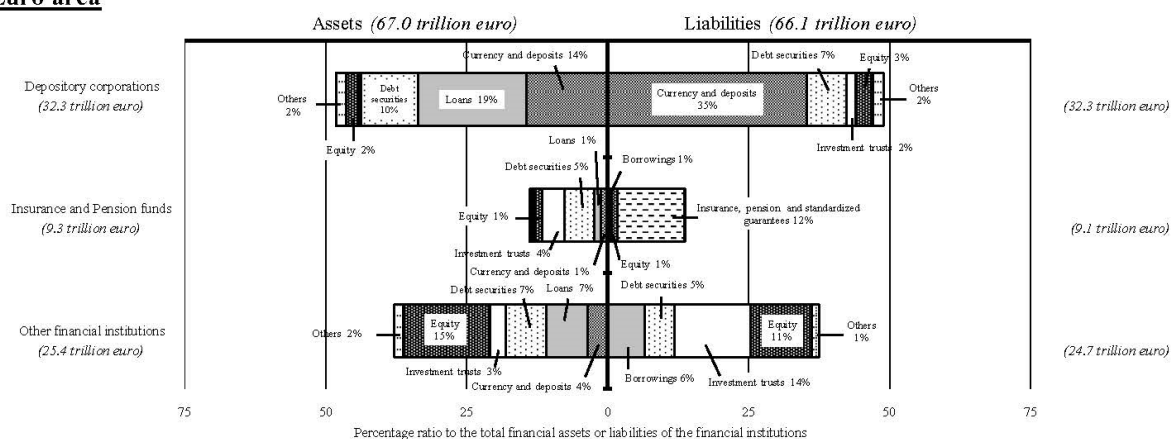 Euro area
Assets (67.0 trillion euro)
Liabilities (66.1 trillion euro)
Currency and deposits 14%
Debt securities 7%
Equity 3%
Depository corporations
(32.3 trillion euro)
Others
2%
Debt
securities
10%
Loans 19%
Currency and deposits
35%
Others
2%
(32.3 trillion euro)
Equity 2%
Investment trusts 2%
Loans 1%
Borrowings 1%
Debt securities 5%
Insurance and Pension funds
(9.3 trillion euro)
Equity 1%
Insurance, pension and standardized
guarantees 12%
(9.1 trillion euro)
Investment trusts 4%
Currency and deposits 1%
Equity 1%
Debt securities 7%
Loans 7%
Debt securities 5%
Other financial institutions
(25.4 trillion euro)
Others 2%
Equity
15%
Equity
11%
Others
1%
(24.7 trillion euro)
Investment trusts 3%
Currency and deposits 4%
Borrowings 6%
Investment trusts 14%
75
50
25
0
25
50
75
Percentage ratio to the total financial assets or liabilities of the financial institutions